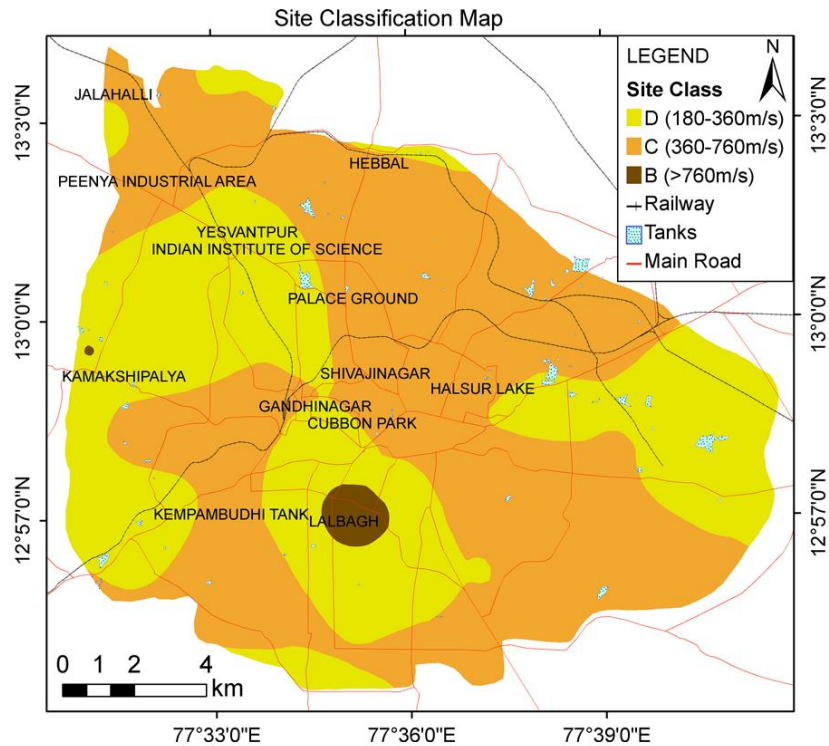 Site Classification Map
LEGEND
N
Site Class
D (180-360m/s)
C (360-760m/s)
B (>760m/s)
Railway
Tanks
Main Road
JALAHALLI
HEBBAL
PEENYA INDUSTRIAL AREA
YESVANTPUR
INDIAN INSTITUTE OF SCIENCE
PALACE GROUND
KAMAKSHIPALYA
SHIVAJINAGAR
HALSUR LAKE
GANDHINAGAR
CUBBON PARK
KEMPAMBUDHI TANK
LALBAGH
0 1 2 4
km
13°3'0"N
13°0'0"N
12°57'0"N
13°3'0"N
13°0'0"N
12°57'0"N
77°33'0"E
77°36'0"E
77°39'0"E